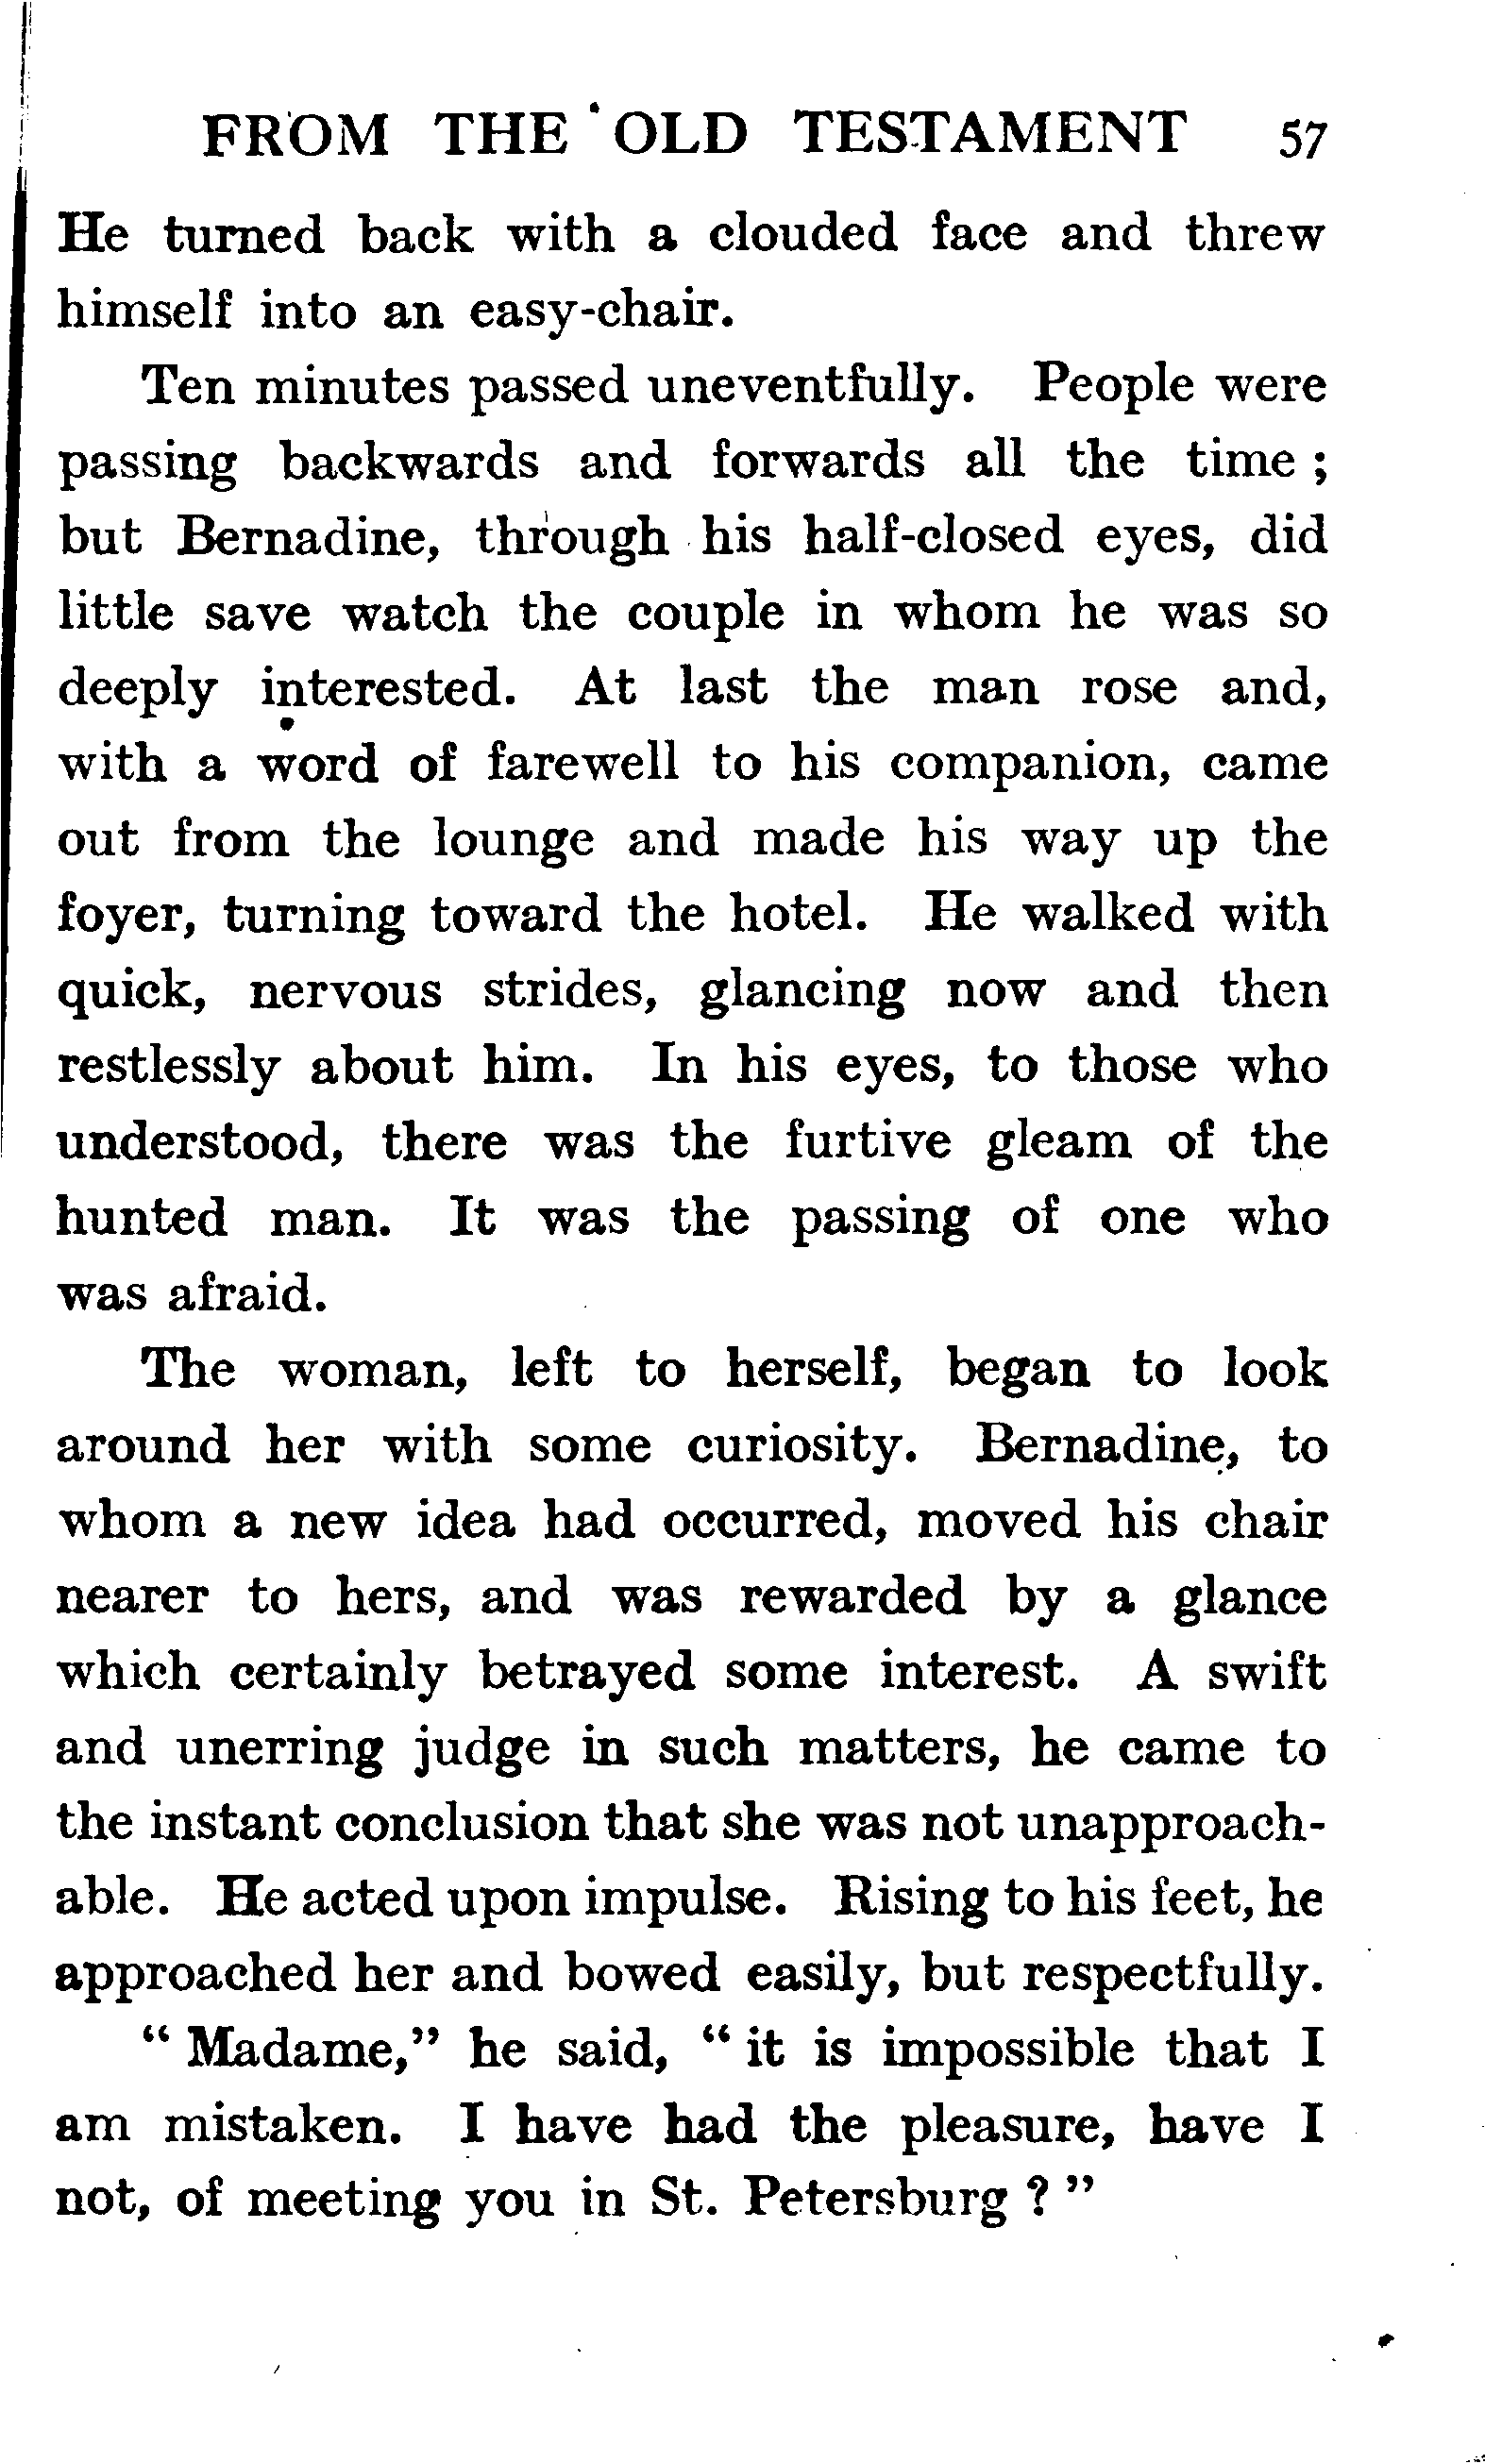 FROM THE OLD TESTAMENT 57
He turned back with a clouded face and threw
himself into an easy-chair.
Ten minutes passed uneventfully. People were
passing backwards and forwards all the time ;
but Bernadine, through his half-closed eyes, did
little save watch the couple in whom he was so
deeply interested. At last the man rose and,
with a word of farewell to his companion, came
out from the lounge and made his way up the
foyer, turning toward the hotel. He walked with
quick, nervous strides, glancing now and then
restlessly about him. In his eyes, to those who
understood, there was the furtive gleam of the
hunted man. It was the passing of one who
was afraid.
The woman, left to herself, began to look
around her with some curiosity. Bernadine, to
whom a new idea had occurred, moved his chair
nearer to hers, and was rewarded by a glance
which certainly betrayed some interest. A swift
and unerring judge in such matters, he came to
the instant conclusion that she was not unapproach-
able. He acted upon impulse. Rising to his feet, he
approached her and bowed easily, but respectfully.
“ Madame,” he said, “ it is impossible that I
am mistaken. I have had the pleasure, have I
not, of meeting you in St. Petersburg ? ”